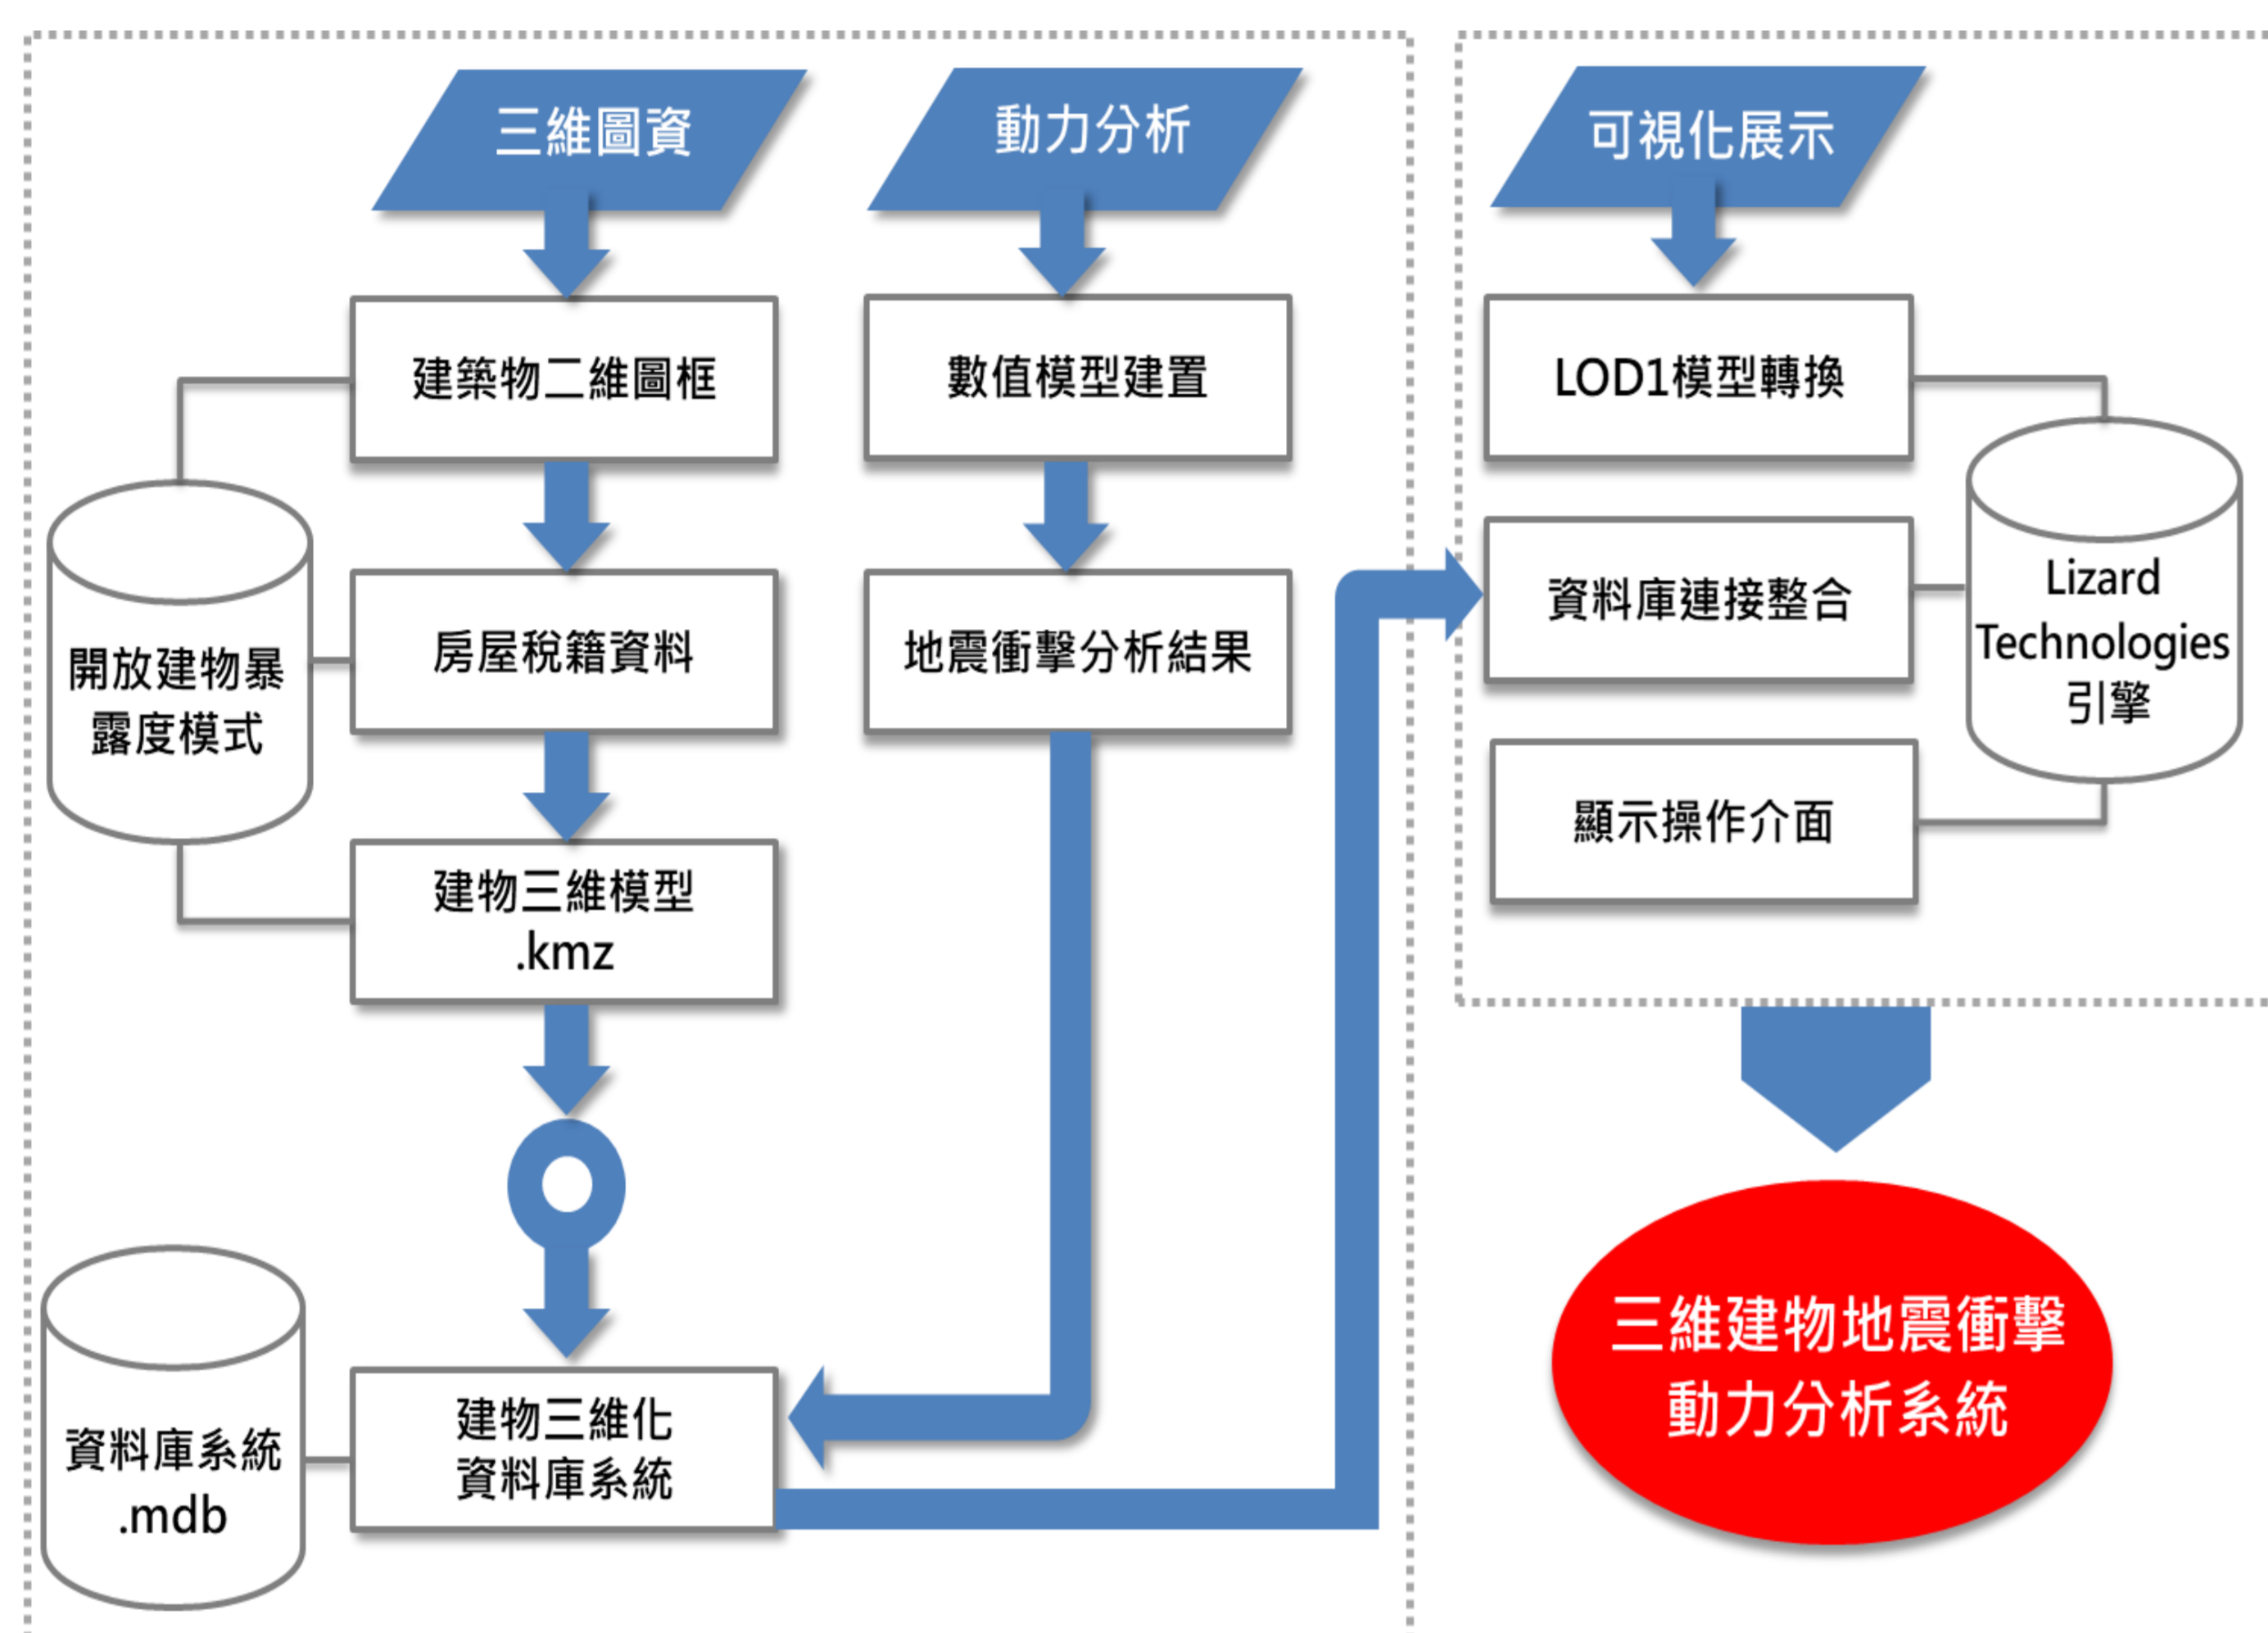 三維圖資
動力分析
可視化展示
建築物二維圖框
數值模型建置
LOD1模型轉換
開放建物暴
露度模式
房屋稅籍資料
地震衝擊分析結果
資料庫連接整合
Lizard
Technologies
引擎
建物三維模型
.kmz
顯示操作介面
資料庫系統
.mdb
建物三維化
資料庫系統
三維建物地震衝擊
動力分析系統